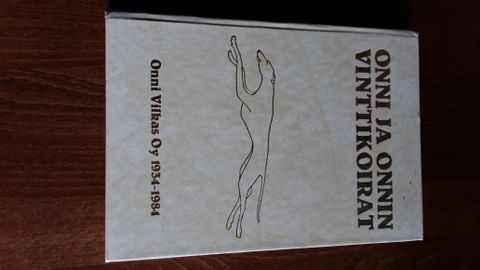 ONNI JA ONNIN
VINTTIKOIRAT
Onni Vilkas Oy 1934-1984